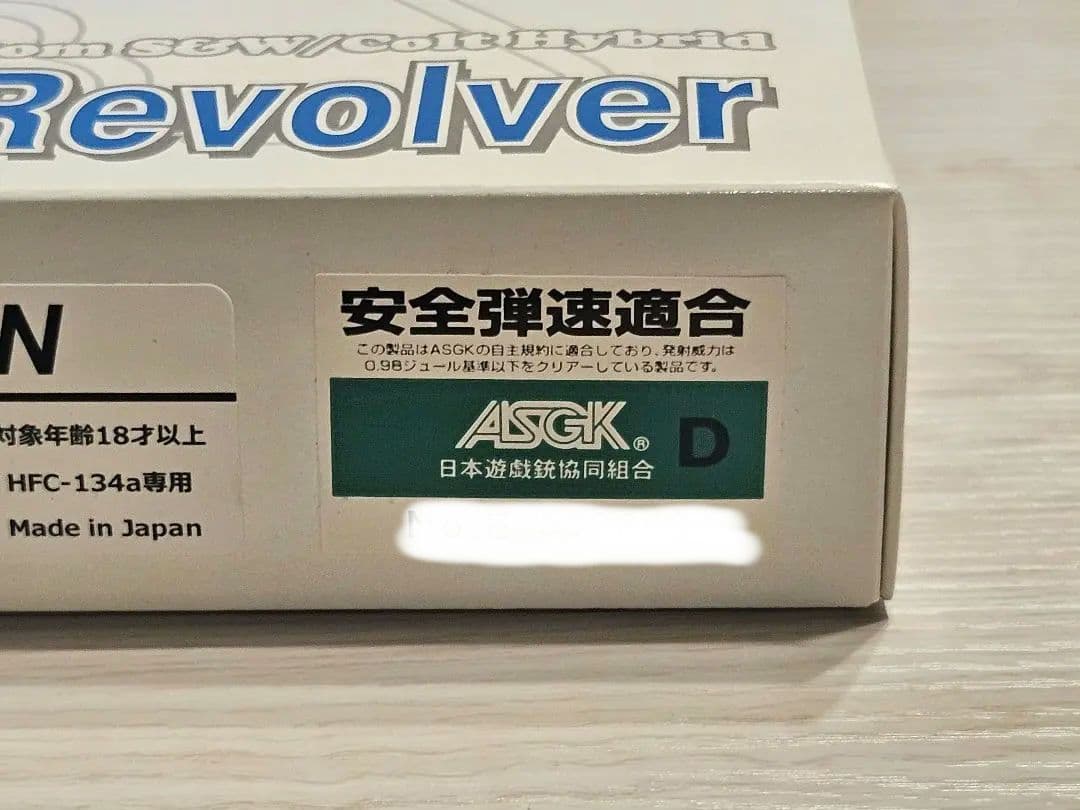 om S&W/Colt Hybrid
Revolver
N
対象年齢18才以上
HFC-134a専用
Made in Japan
安全弾速適合
この製品はASGKの自主規約に適合しており、発射威力は
0.98ジュール基準以下をクリアーしている製品です。
ASGK® D
日本遊戯銃協同組合